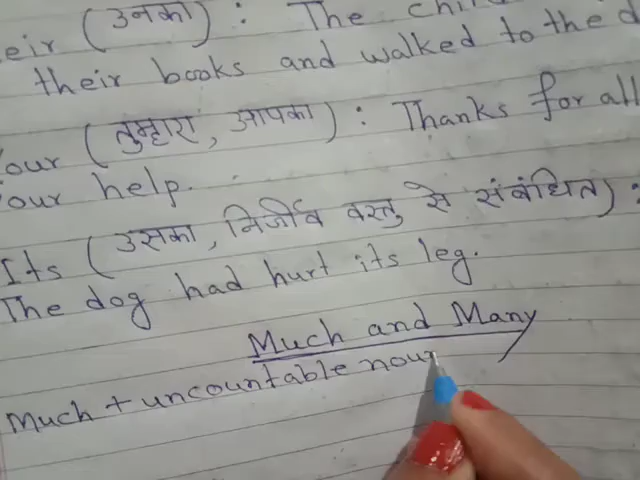 eir (उनका): The chil
their books and walked to the d
our (तुम्हारा, आपका): Thanks for all
our help.
Its (उसका, निर्जीव वस्तु से संबंधित):
The dog had hurt its leg.
Much and Many
Much + uncountable noun